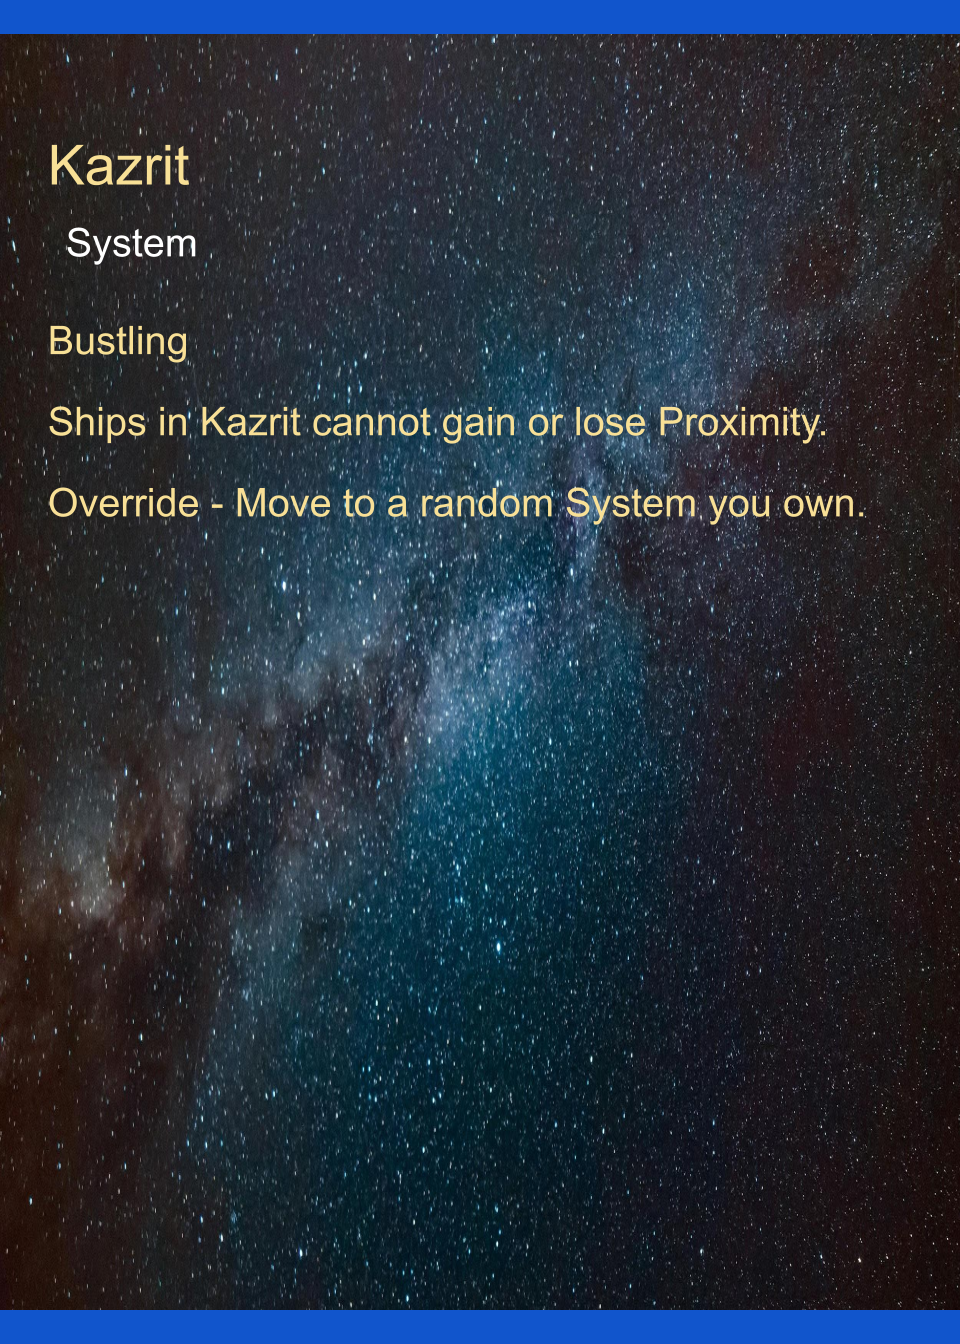 Kazrit
System
Bustling
Ships in Kazrit cannot gain or lose Proximity.
Override - Move to a random System you own.